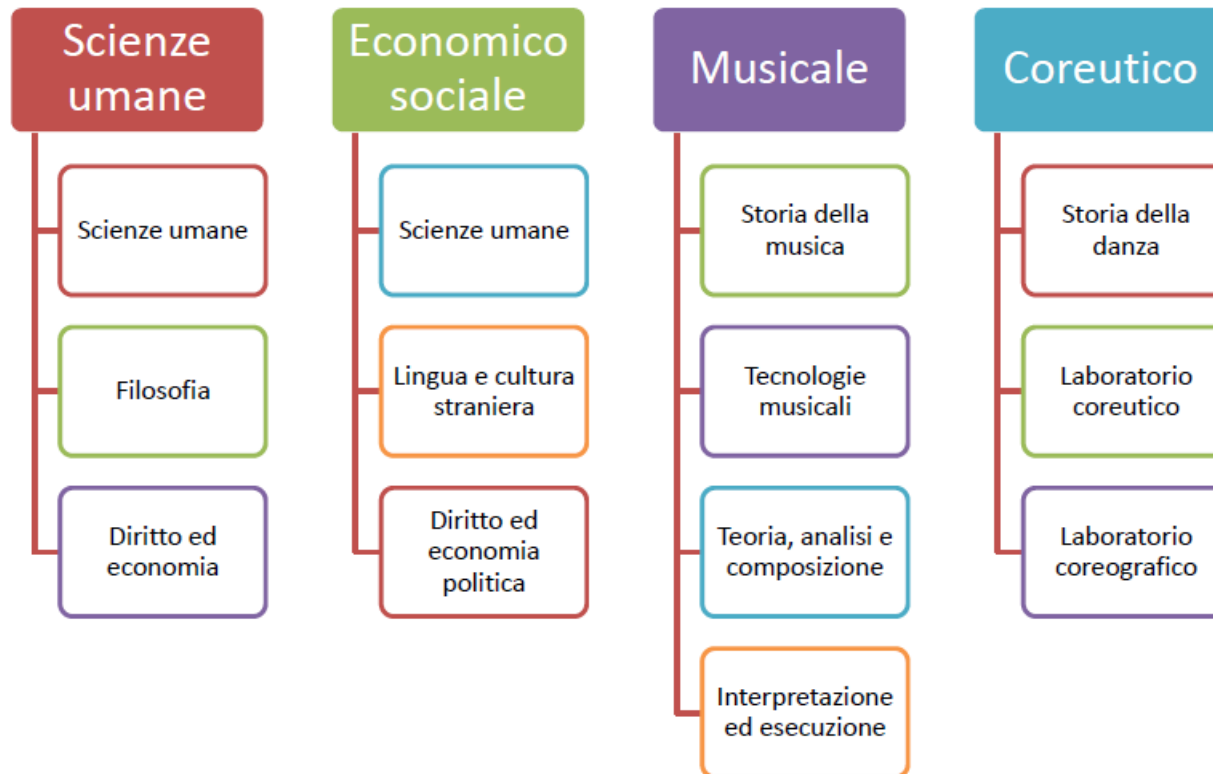 Scienze
umane
Scienze umane
Filosofia
Diritto ed
economia
Economico
sociale
Scienze umane
Lingua e cultura
straniera
Diritto ed
economia
politica
Musicale
Storia della
musica
Tecnologie
musicali
Teoria, analisi e
composizione
Interpretazione
ed esecuzione
Coreutico
Storia della
danza
Laboratorio
coreutico
Laboratorio
coreografico